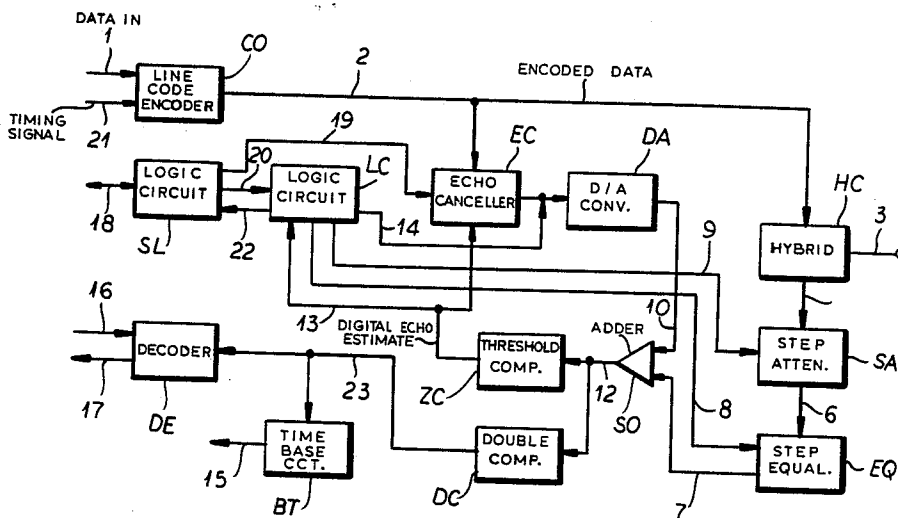 DATA IN
1
CO
LINE
CODE
ENCODER
2
ENCODED DATA
TIMING
SIGNAL
21
19
LC
EC
DA
LOGIC
CIRCUIT
20
LOGIC
CIRCUIT
ECHO
CANCELLER
D/A
CONV.
HC
18
SL
22
14
9
HYBRID
3
16
13
DIGITAL ECHO
ESTIMATE
10
ADDER
DECODER
THRESHOLD
COMP.
STEP
ATTEN.
SA
17
DE
23
ZC
12
SO
8
6
TIME
BASE
CCT.
DOUBLE
COMP.
STEP
EQUAL.
EQ
15
BT
DC
7